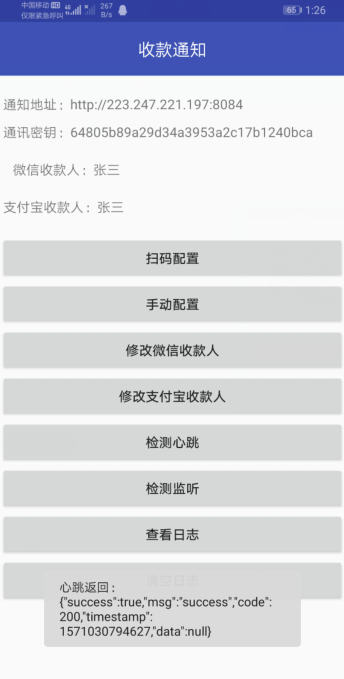 中国移动 HD 4G 267 65 1:26
仅限紧急呼叫 B/s
收款通知
通知地址：http://223.247.221.197:8084
通讯密钥：64805b89a29d34a3953a2c17b1240bca
微信收款人：张三
支付宝收款人：张三
扫码配置
手动配置
修改微信收款人
修改支付宝收款人
检测心跳
检测监听
查看日志
清空日志
心跳返回：
{"success":true,"msg":"success","code":
200,"timestamp":
1571030794627,"data":null}